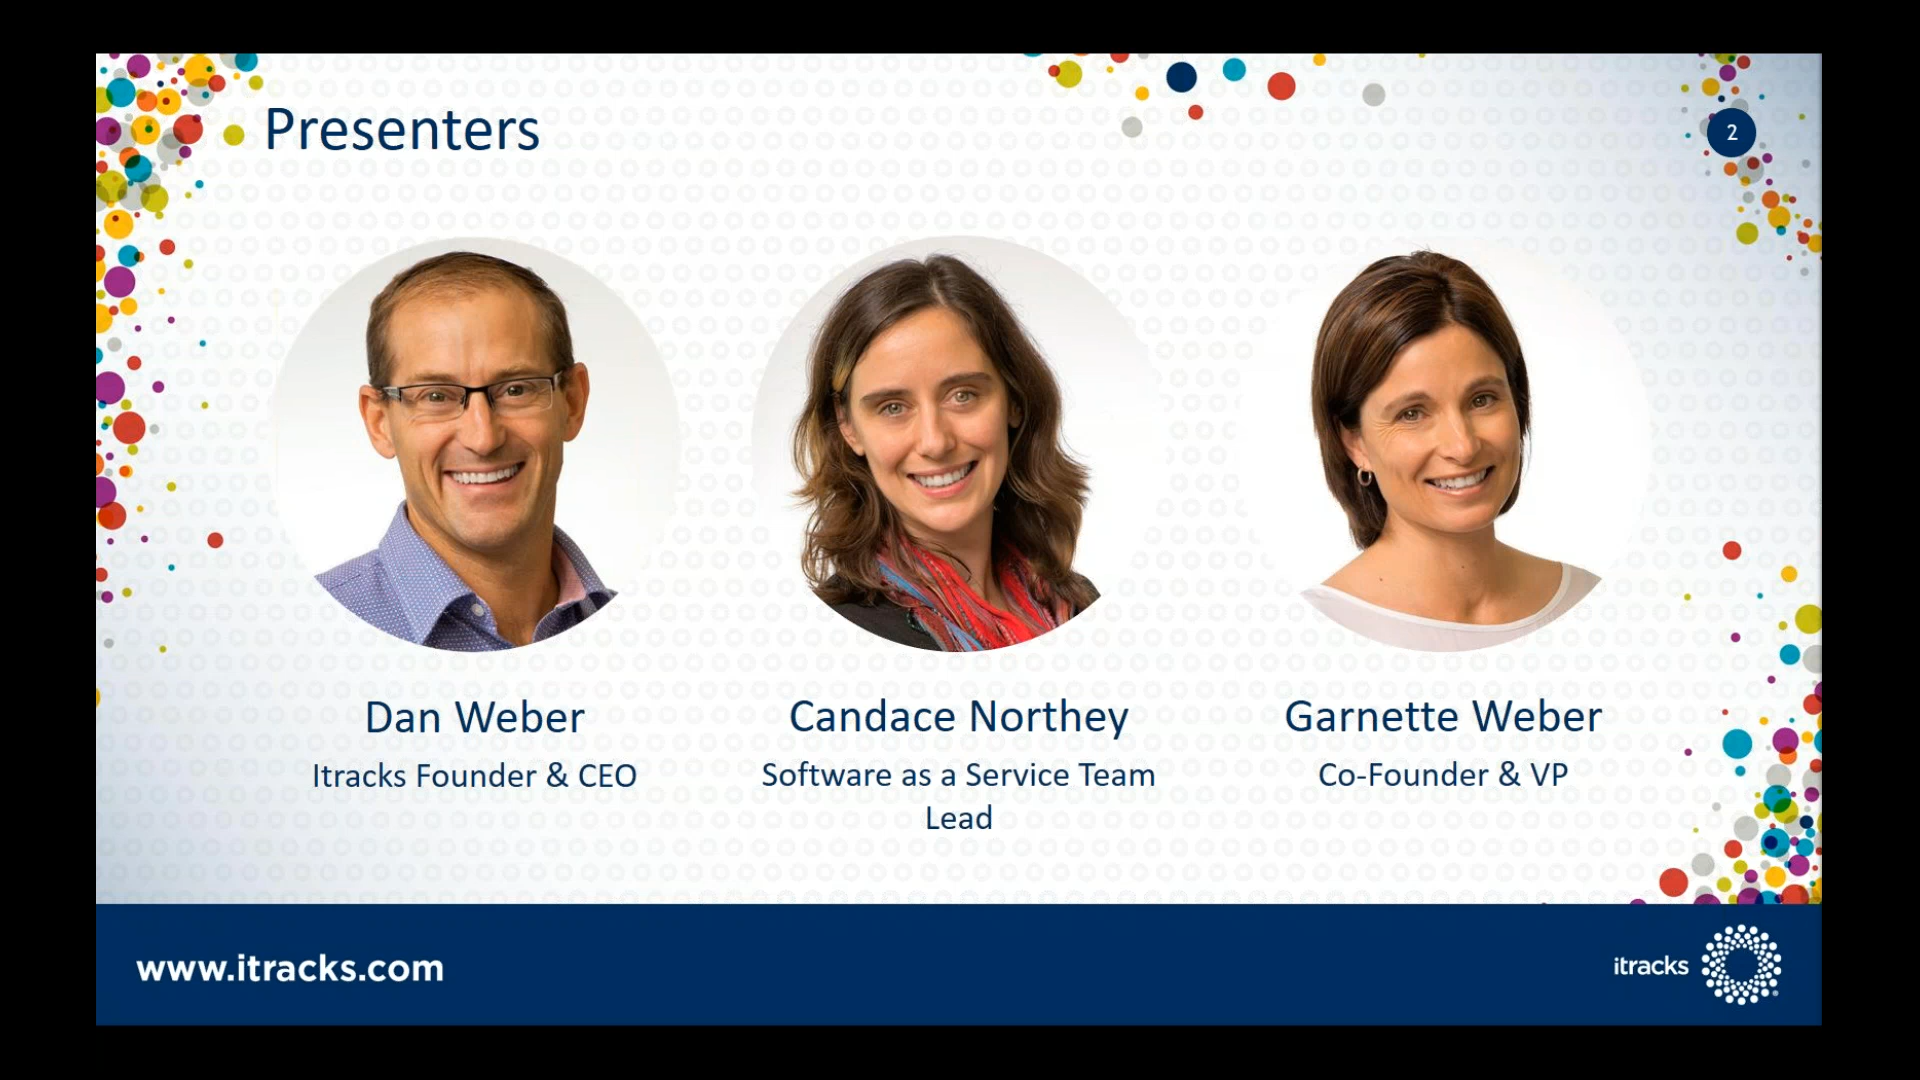 Presenters
2
Dan Weber
Candace Northey
Garnette Weber
Itracks Founder & CEO
Software as a Service Team
Lead
Co-Founder & VP
www.itracks.com
itracks